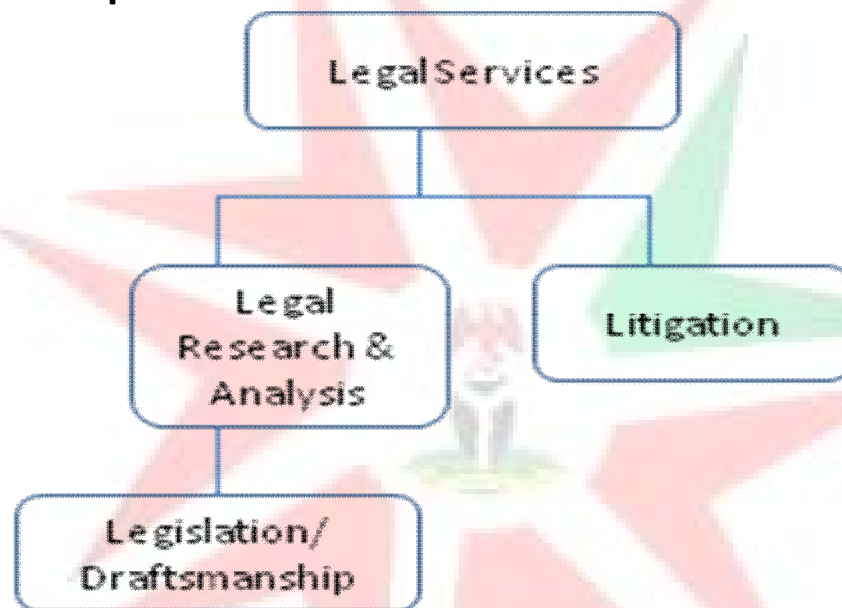 Legal Services
Legal
Research &
Analysis
Litigation
Legislation/
Draftsmanship